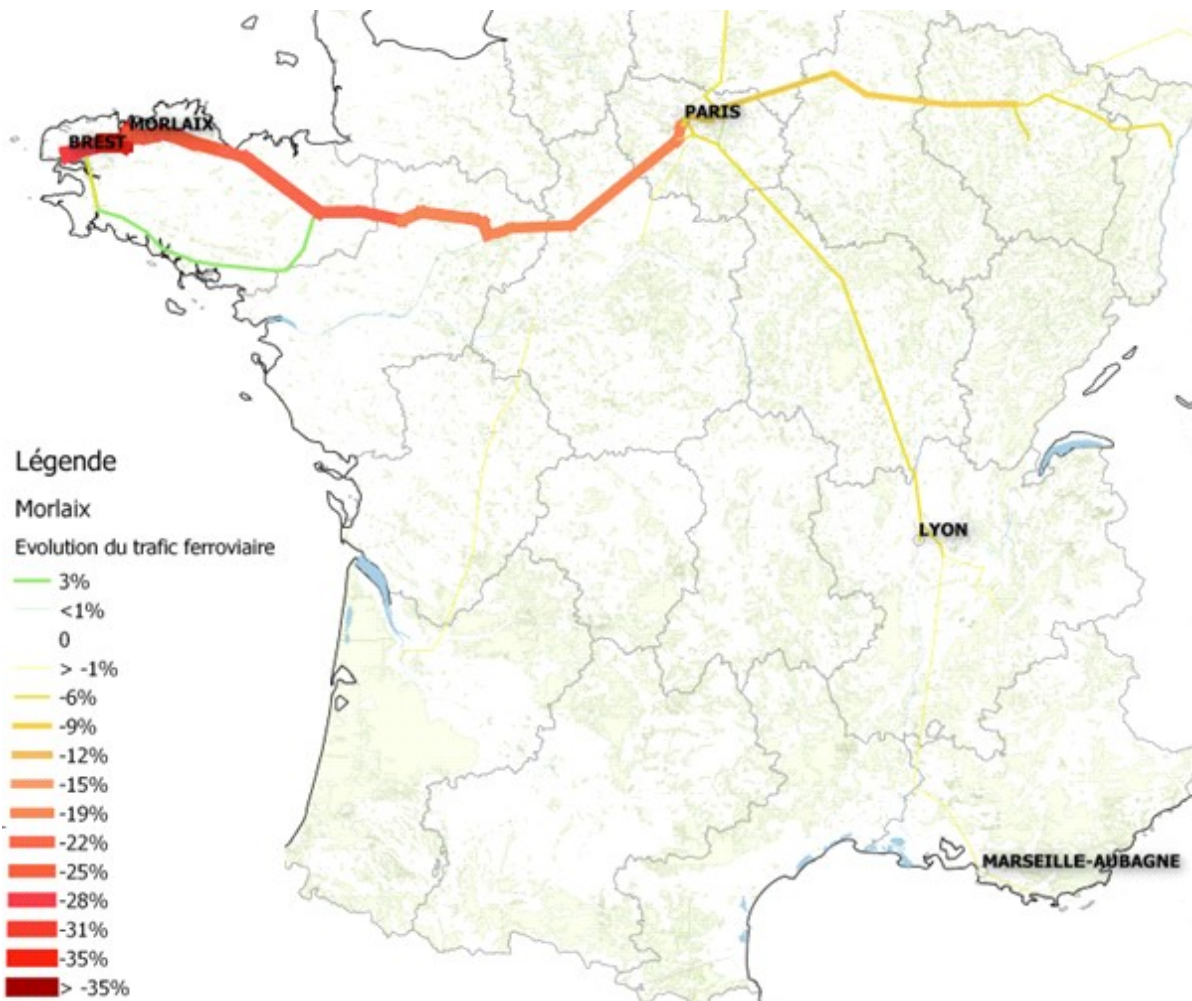 MORLAIX
BREST
PARIS
LYON
MARSEILLE-AUBAGNE
Légende
Morlaix
Evolution du trafic ferroviaire
3%
<1%
0
> -1%
-6%
-9%
-12%
-15%
-19%
-22%
-25%
-28%
-31%
-35%
> -35%